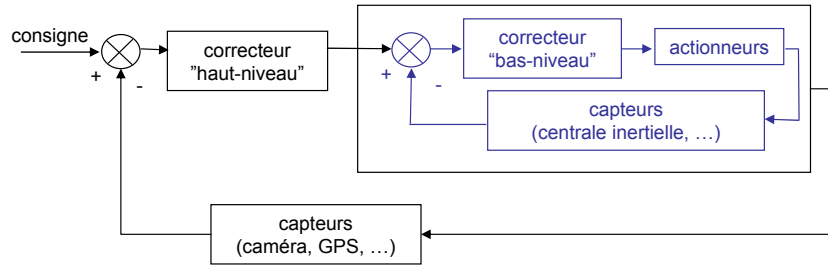 consigne
+
-
correcteur
"haut-niveau"
+
-
correcteur
“bas-niveau”
actionneurs
capteurs
(centrale inertielle, …)
capteurs
(caméra, GPS, …)